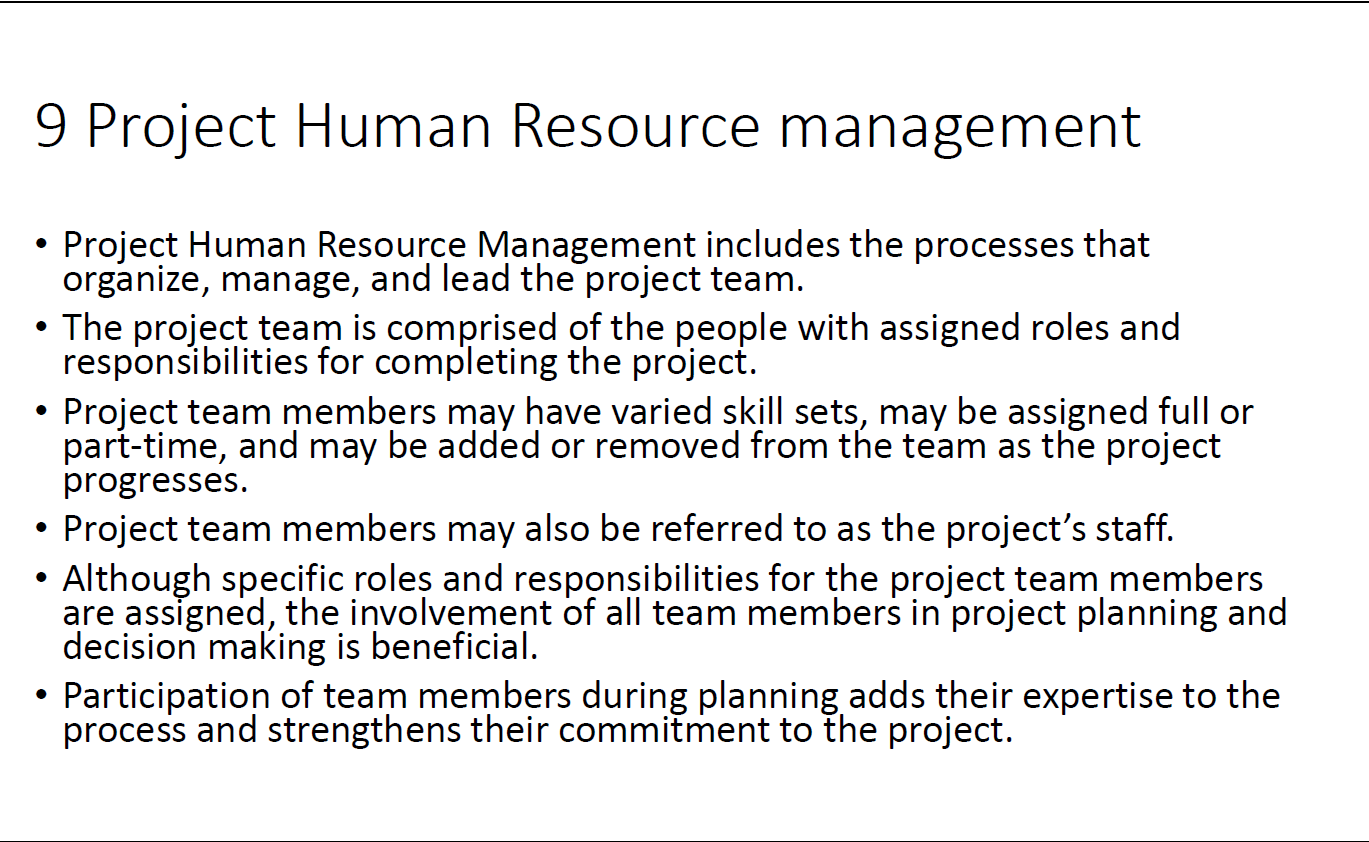 9 Project Human Resource management
• Project Human Resource Management includes the processes that
organize, manage, and lead the project team.
• The project team is comprised of the people with assigned roles and
responsibilities for completing the project.
• Project team members may have varied skill sets, may be assigned full or
part-time, and may be added or removed from the team as the project
progresses.
• Project team members may also be referred to as the project’s staff.
• Although specific roles and responsibilities for the project team members
are assigned, the involvement of all team members in project planning and
decision making is beneficial.
• Participation of team members during planning adds their expertise to the
process and strengthens their commitment to the project.